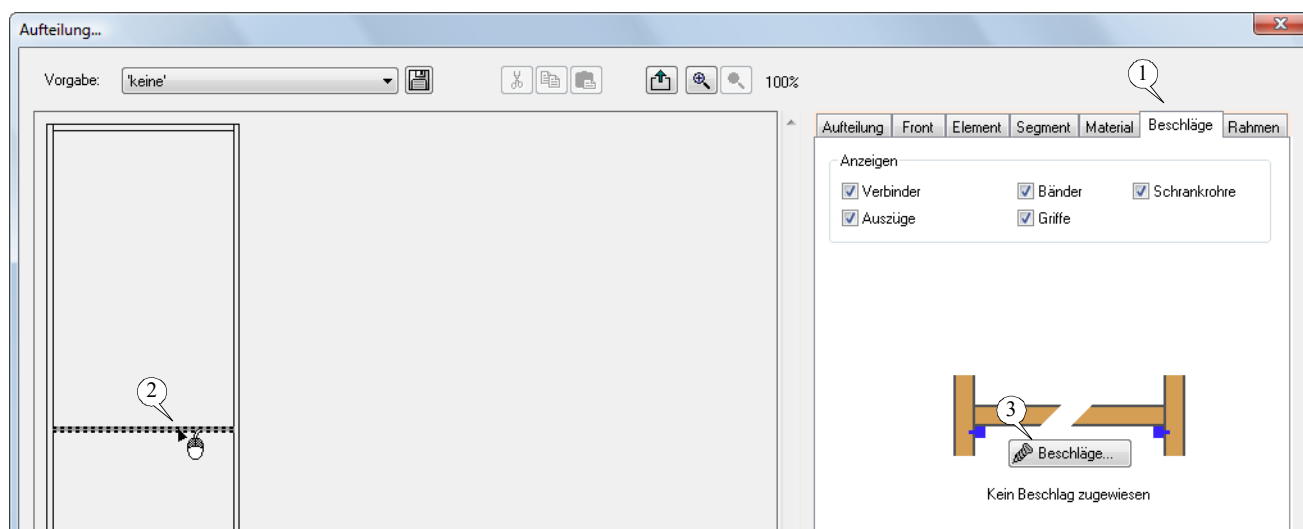 Aufteilung...
Vorgabe: 'keine' 100%
1
Aufteilung Front Element Segment Material Beschläge Rahmen
Anzeigen
Verbinder Bänder Schrankrohre
Auszüge Griffe
2
3
Beschläge...
Kein Beschlag zugewiesen